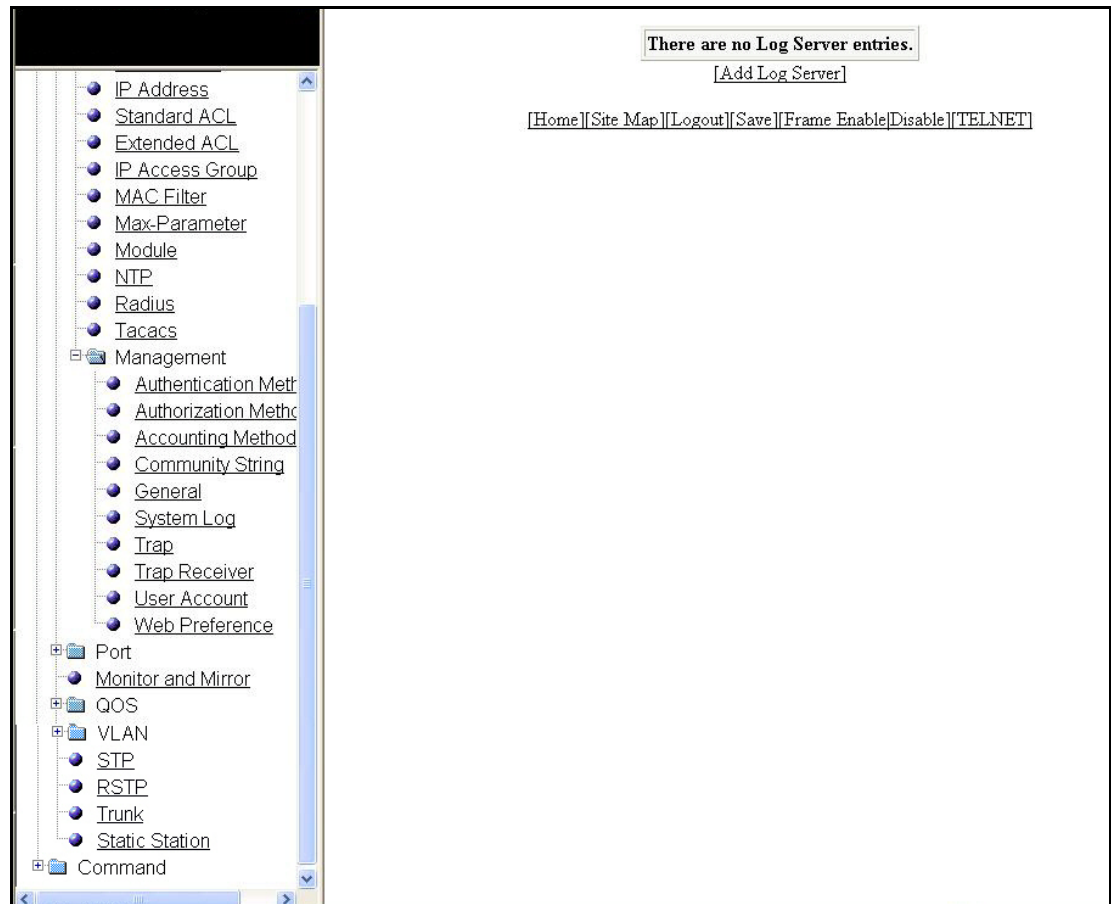 IP Address
Standard ACL
Extended ACL
IP Access Group
MAC Filter
Max-Parameter
Module
NTP
Radius
Tacacs
Management
Authentication Meth
Authorization Metho
Accounting Method
Community String
General
System Log
Trap
Trap Receiver
User Account
Web Preference
Port
Monitor and Mirror
QOS
VLAN
STP
RSTP
Trunk
Static Station
Command
There are no Log Server entries.
[Add Log Server]
[Home][Site Map][Logout][Save][Frame Enable|Disable][TELNET]